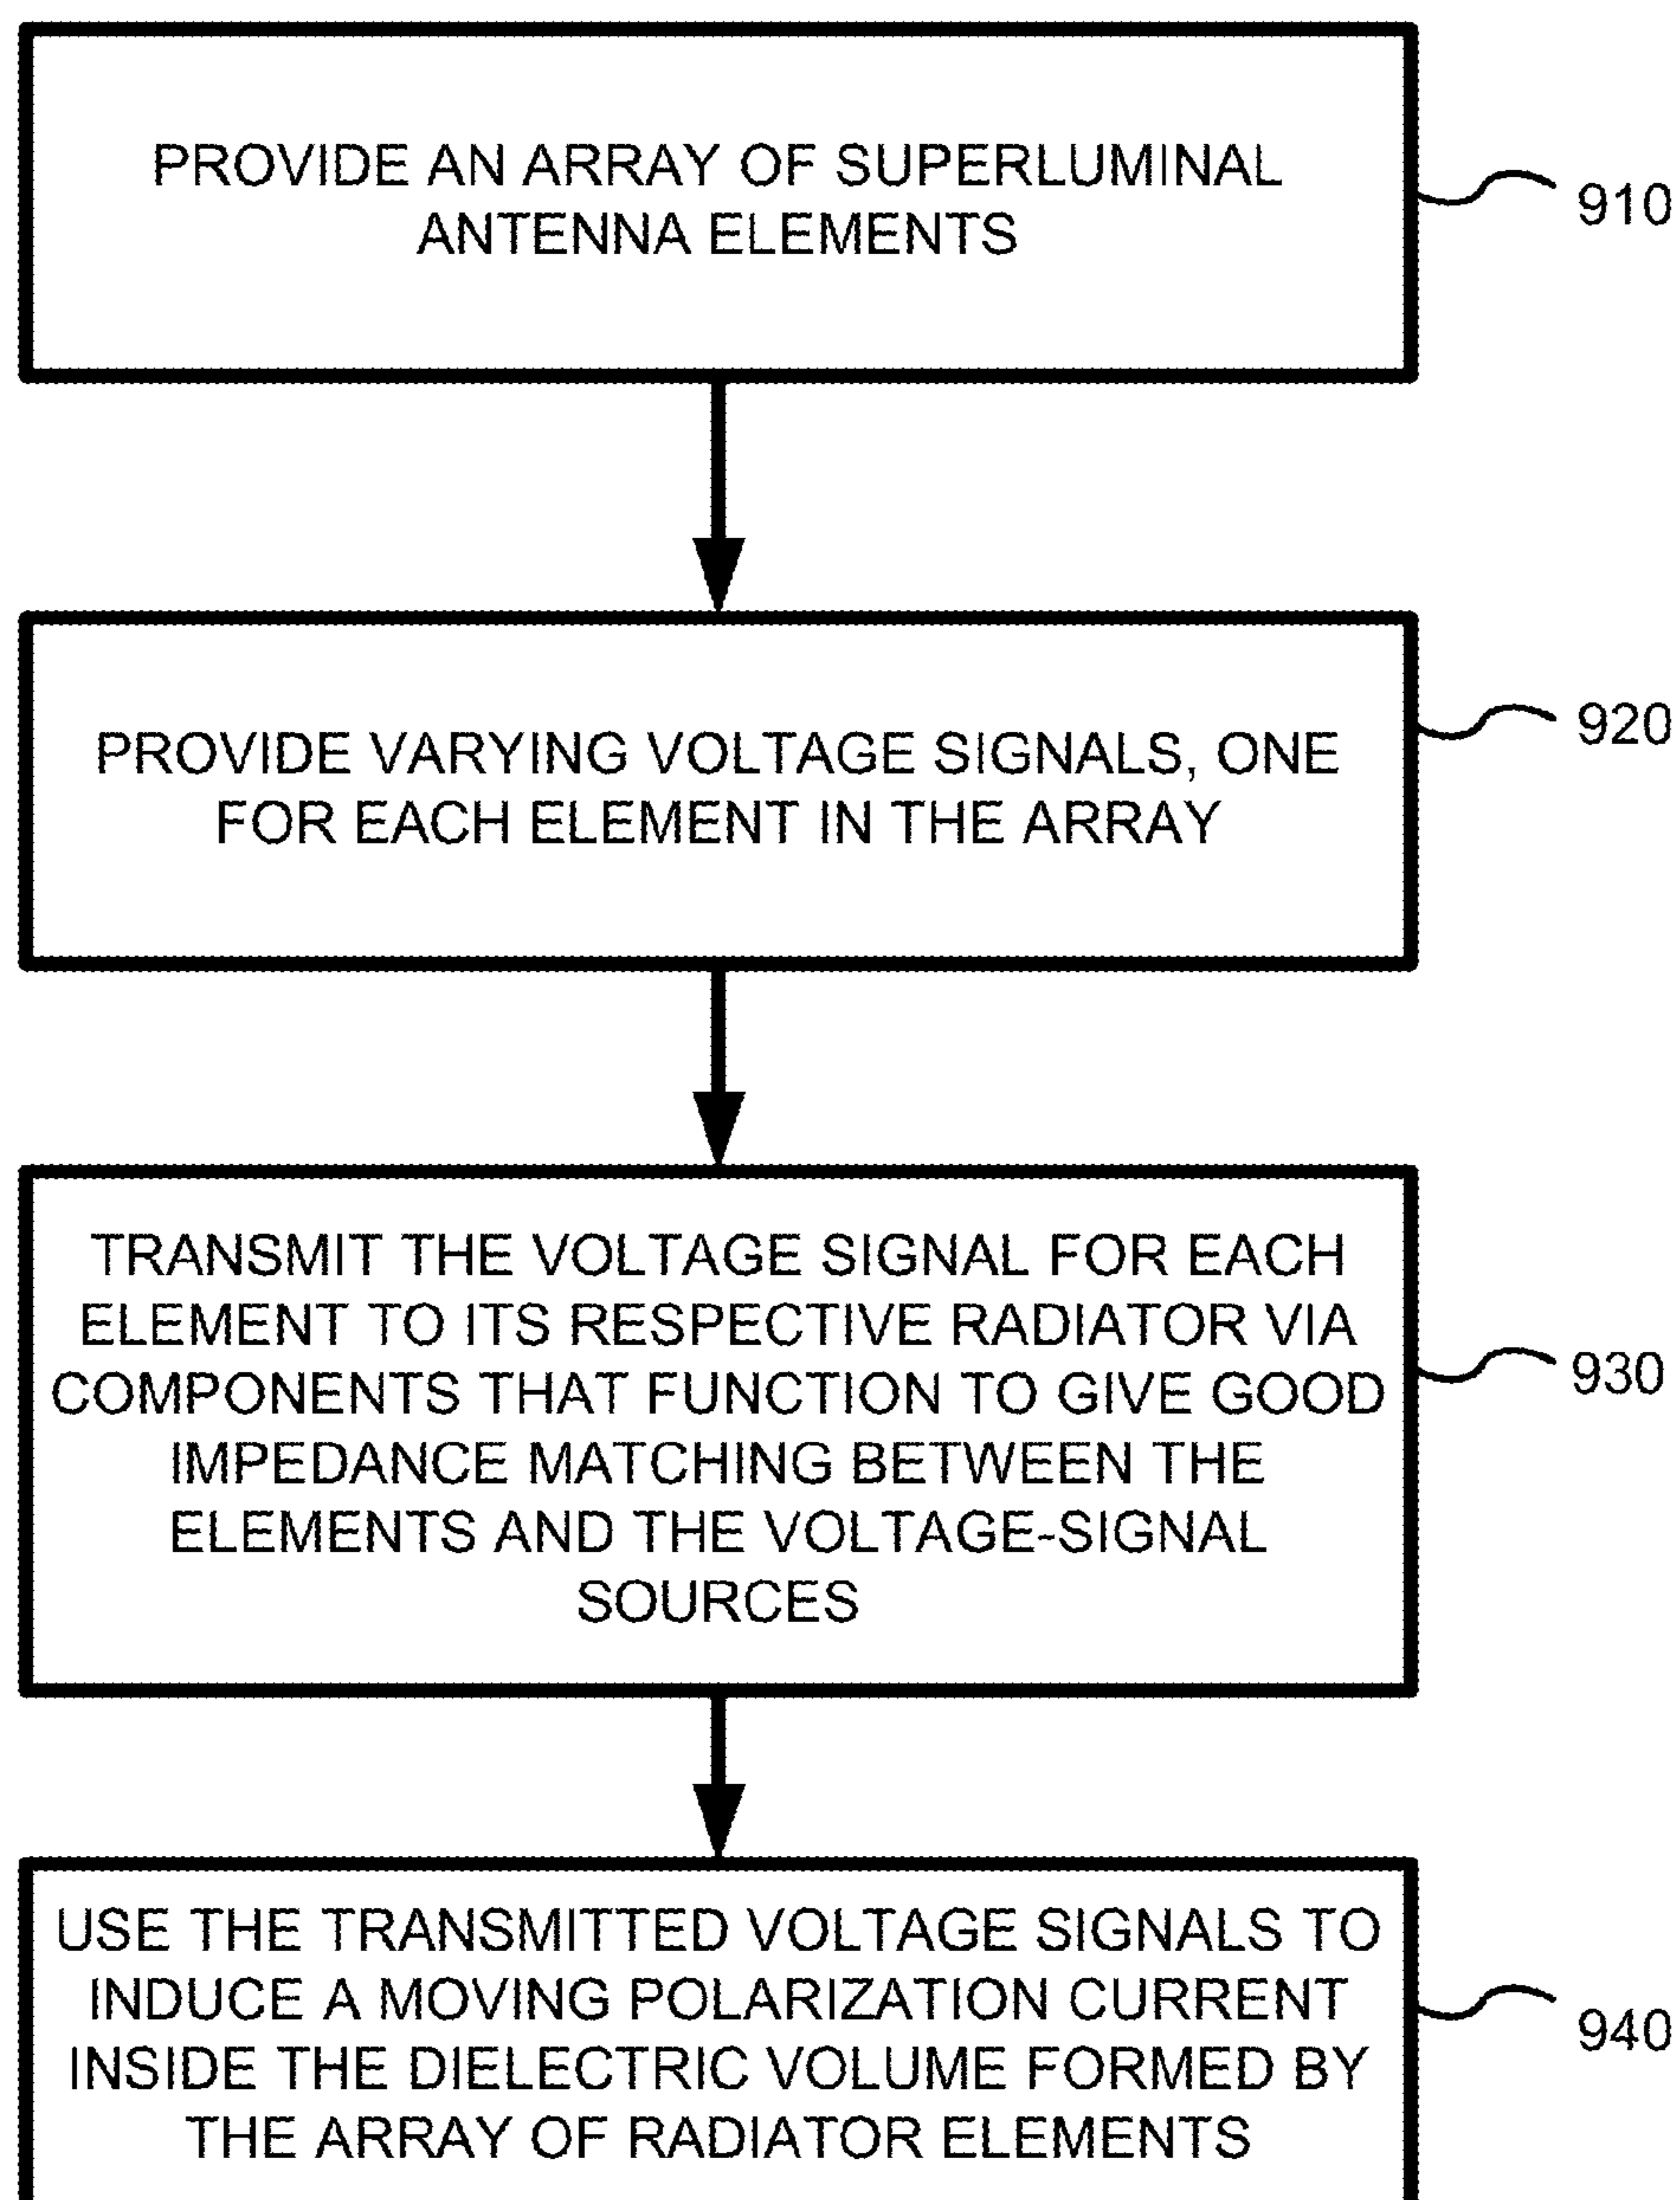 PROVIDE AN ARRAY OF SUPERLUMINAL
ANTENNA ELEMENTS
910
PROVIDE VARYING VOLTAGE SIGNALS, ONE
FOR EACH ELEMENT IN THE ARRAY
920
TRANSMIT THE VOLTAGE SIGNAL FOR EACH
ELEMENT TO ITS RESPECTIVE RADIATOR VIA
COMPONENTS THAT FUNCTION TO GIVE GOOD
IMPEDANCE MATCHING BETWEEN THE
ELEMENTS AND THE VOLTAGE-SIGNAL
SOURCES
930
USE THE TRANSMITTED VOLTAGE SIGNALS TO
INDUCE A MOVING POLARIZATION CURRENT
INSIDE THE DIELECTRIC VOLUME FORMED BY
THE ARRAY OF RADIATOR ELEMENTS
940